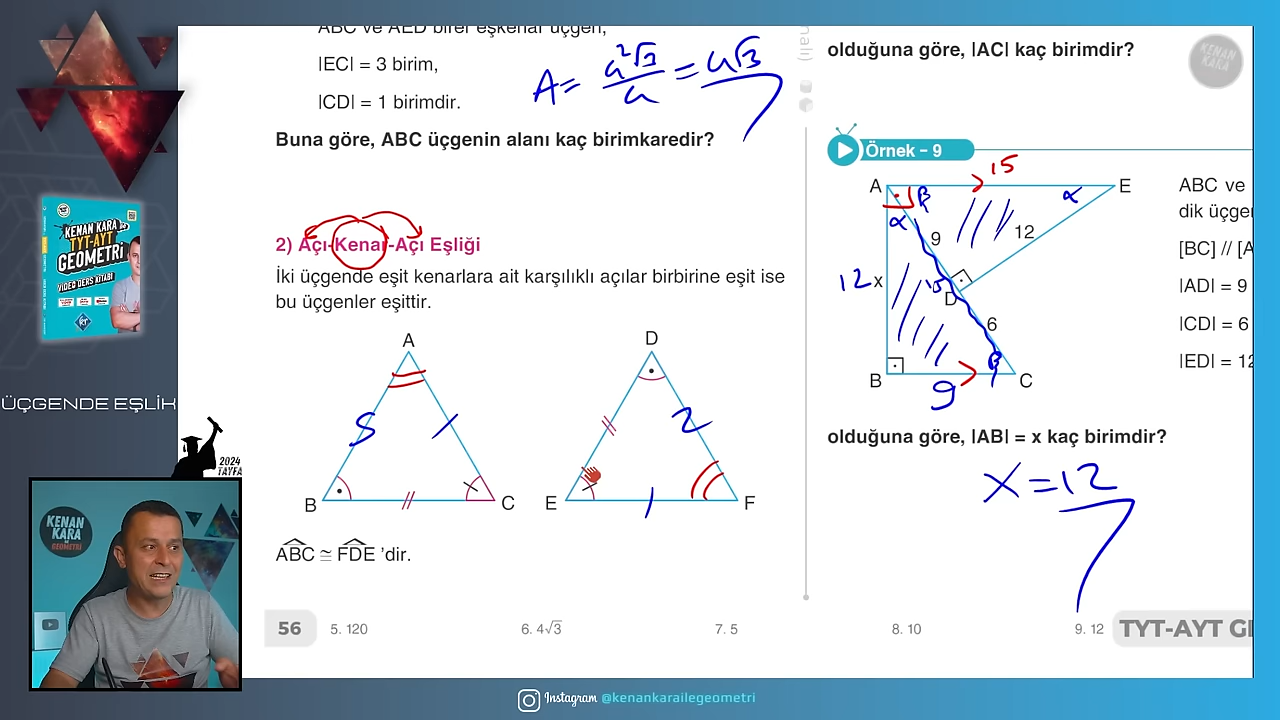 ABC ve AED birer eşkenar üçgen,
|EC| = 3 birim,
|CD| = 1 birimdir.
A = a²√3 / a = a√3
Buna göre, ABC üçgenin alanı kaç birimkaredir?
2) Açı-Kenar-Açı Eşliği
İki üçgende eşit kenarlara ait karşılıklı açılar birbirine eşit ise
bu üçgenler eşittir.
A
5
B
C
D
2
E
F
ABC ≅ FDE 'dir.
olduğuna göre, |AC| kaç birimdir?
KENAN
KARA
Örnek - 9
15
A
E
α
β
α
9
12
12 x
15
D
6
β
B
C
9
ABC ve
dik üçge
[BC] // [A
|AD| = 9
|CD| = 6
|ED| = 12
olduğuna göre, |AB| = x kaç birimdir?
X = 12
56
5. 120
6. 4√3
7. 5
8. 10
9. 12
TYT-AYT G
KENAN KARA
TYT-AYT
GEOMETRİ
VİDEO DERS KİTABI
ÜÇGENDE EŞLİK
2024
TAYFA
KENAN
KARA
GEOMETRİ
Instagram @kenankarailegeometri